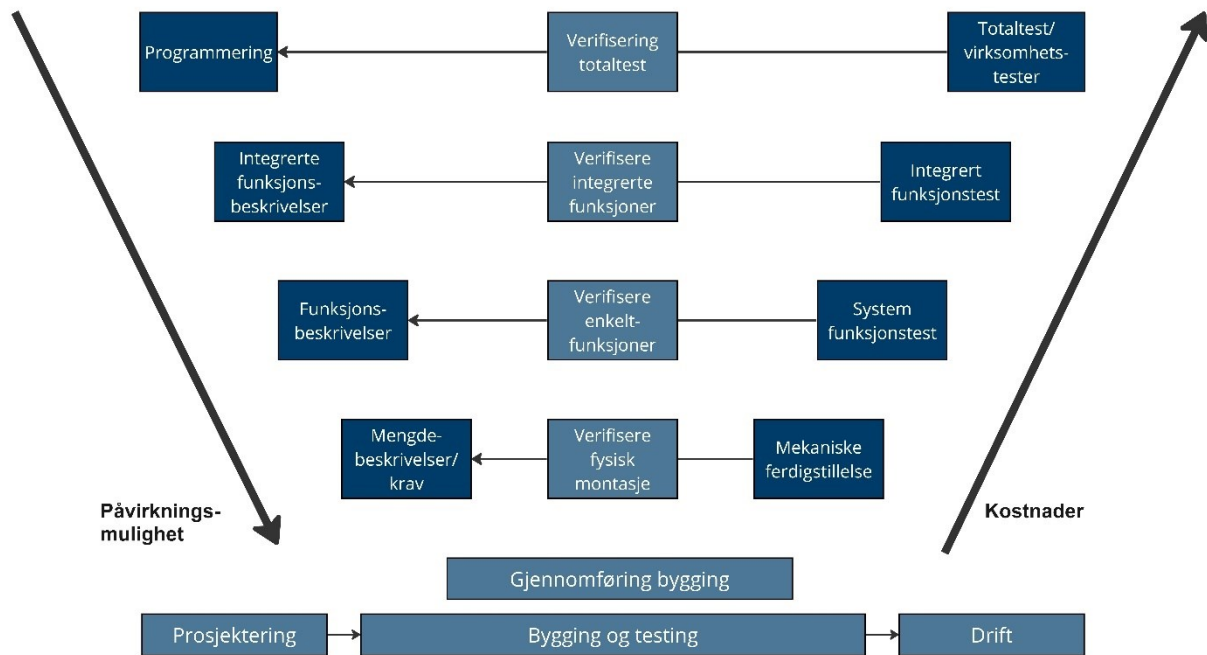 Programmering
Verifisering
totaltest
Totaltest/
virksomhets-
tester
Integrerte
funksjons-
beskrivelser
Verifisere
integrerte
funksjoner
Integrert
funksjonstest
Funksjons-
beskrivelser
Verifisere
enkelt-
funksjoner
System
funksjonstest
Mengde-
beskrivelser/
krav
Verifisere
fysisk
montasje
Mekaniske
ferdigstillelse
Påvirknings-
mulighet
Kostnader
Gjennomføring bygging
Prosjektering
Bygging og testing
Drift